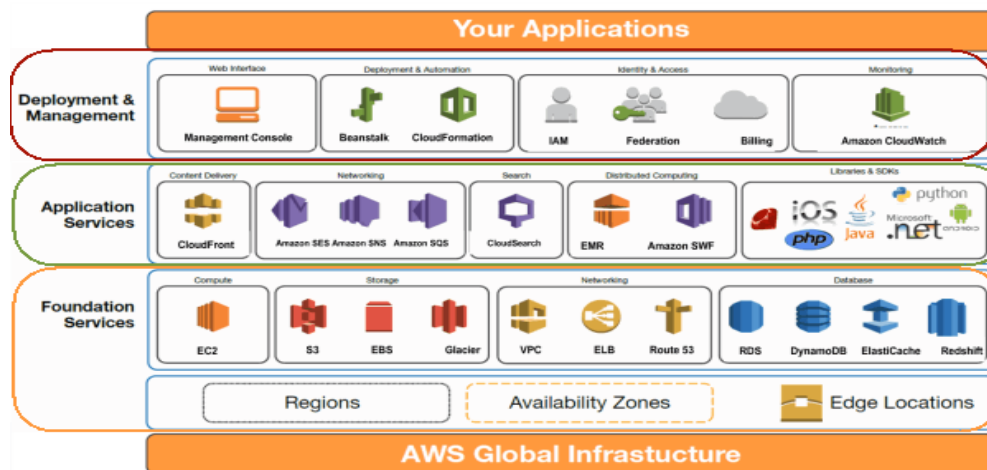 Your Applications
Deployment &
Management
Web Interface
Management Console
Deployment & Automation
Beanstalk CloudFormation
Identity & Access
IAM Federation Billing
Monitoring
Amazon CloudWatch
Application
Services
Content Delivery
CloudFront
Networking
Amazon SES Amazon SNS Amazon SQS
Search
CloudSearch
Distributed Computing
EMR Amazon SWF
Libraries & SDKs
iOS
php
Java
python
Microsoft
.net
ANDROID
Foundation
Services
Compute
EC2
Storage
S3 EBS Glacier
Networking
VPC ELB Route 53
Database
RDS DynamoDB ElastiCache Redshift
Regions Availability Zones Edge Locations
AWS Global Infrastucture